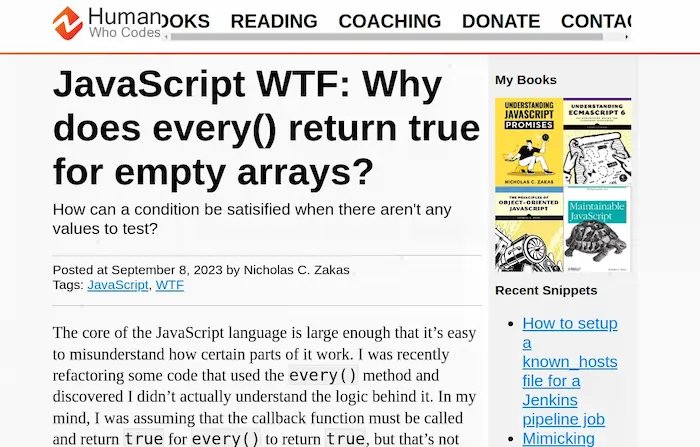 Human
Who Codes
OOKS READING COACHING DONATE CONTAC
JavaScript WTF: Why
does every() return true
for empty arrays?
How can a condition be satisified when there aren't any
values to test?
Posted at September 8, 2023 by Nicholas C. Zakas
Tags: JavaScript, WTF
The core of the JavaScript language is large enough that it’s easy
to misunderstand how certain parts of it work. I was recently
refactoring some code that used the every() method and
discovered I didn’t actually understand the logic behind it. In my
mind, I was assuming that the callback function must be called
and return true for every() to return true, but that’s not
My Books
UNDERSTANDING
JAVASCRIPT
PROMISES
NICHOLAS C. ZAKAS
UNDERSTANDING
ECMASCRIPT 6
THE PRINCIPLES OF
OBJECT-ORIENTED
JAVASCRIPT
Maintainable
JavaScript
Recent Snippets
How to setup
a
known_hosts
file for a
Jenkins
pipeline job
Mimicking